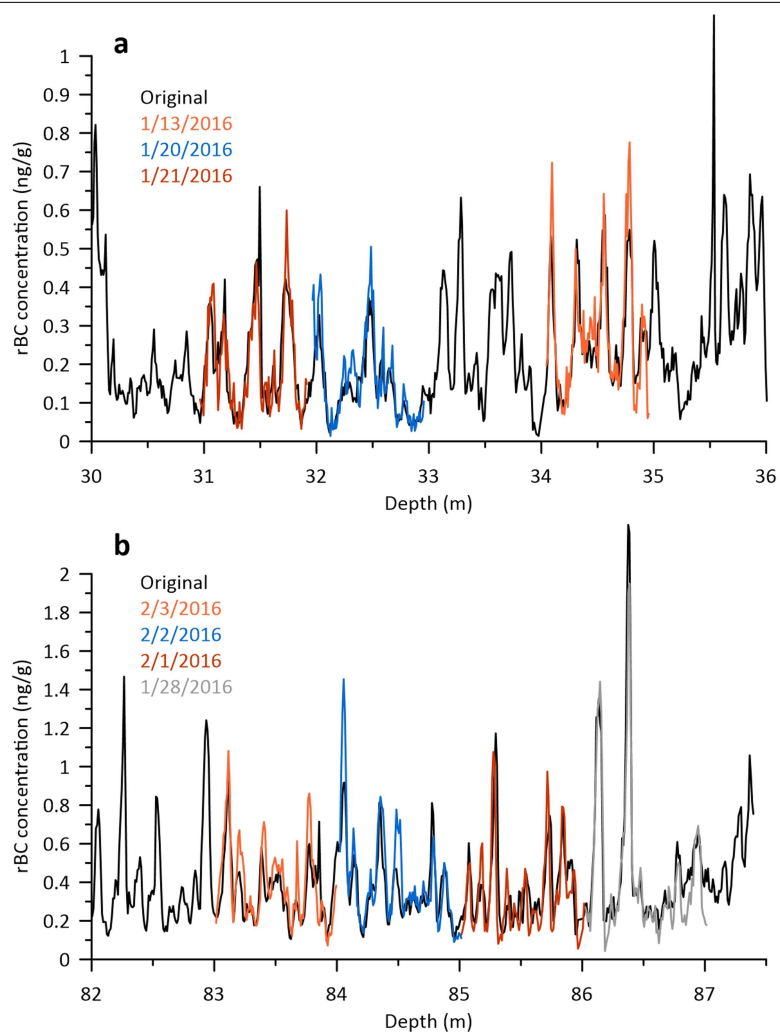 a
1
0.9
0.8
0.7
0.6
0.5
0.4
0.3
0.2
0.1
0
rBC concentration (ng/g)
Original
1/13/2016
1/20/2016
1/21/2016
30 31 32 33 34 35 36
Depth (m)
b
2
1.8
1.6
1.4
1.2
1
0.8
0.6
0.4
0.2
0
rBC concentration (ng/g)
Original
2/3/2016
2/2/2016
2/1/2016
1/28/2016
82 83 84 85 86 87
Depth (m)